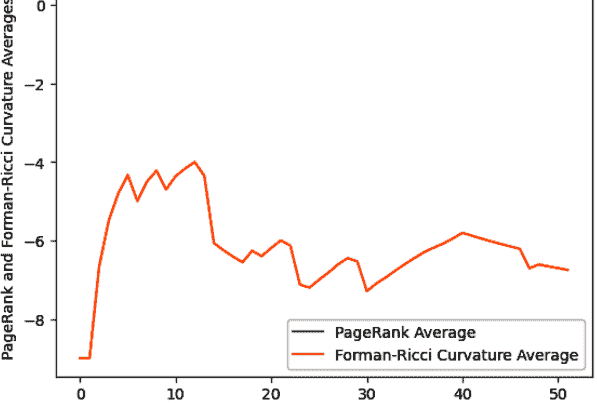 PageRank and Forman-Ricci Curvature Averages
0
−2
−4
−6
−8
0 10 20 30 40 50
PageRank Average
Forman-Ricci Curvature Average